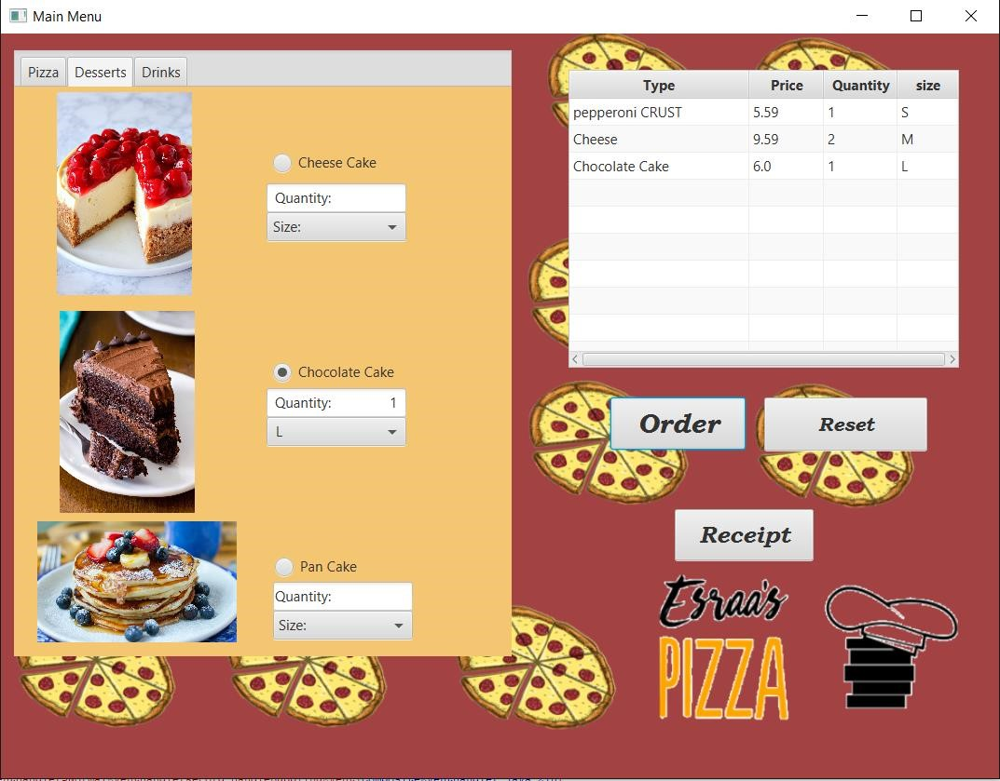 Main Menu
Pizza Desserts Drinks
Cheese Cake
Quantity:
Size:
Chocolate Cake
Quantity: 1
L
Pan Cake
Quantity:
Size:
Type Price Quantity size
pepperoni CRUST 5.59 1 S
Cheese 9.59 2 M
Chocolate Cake 6.0 1 L
Order Reset
Receipt
Esraa's
PIZZA